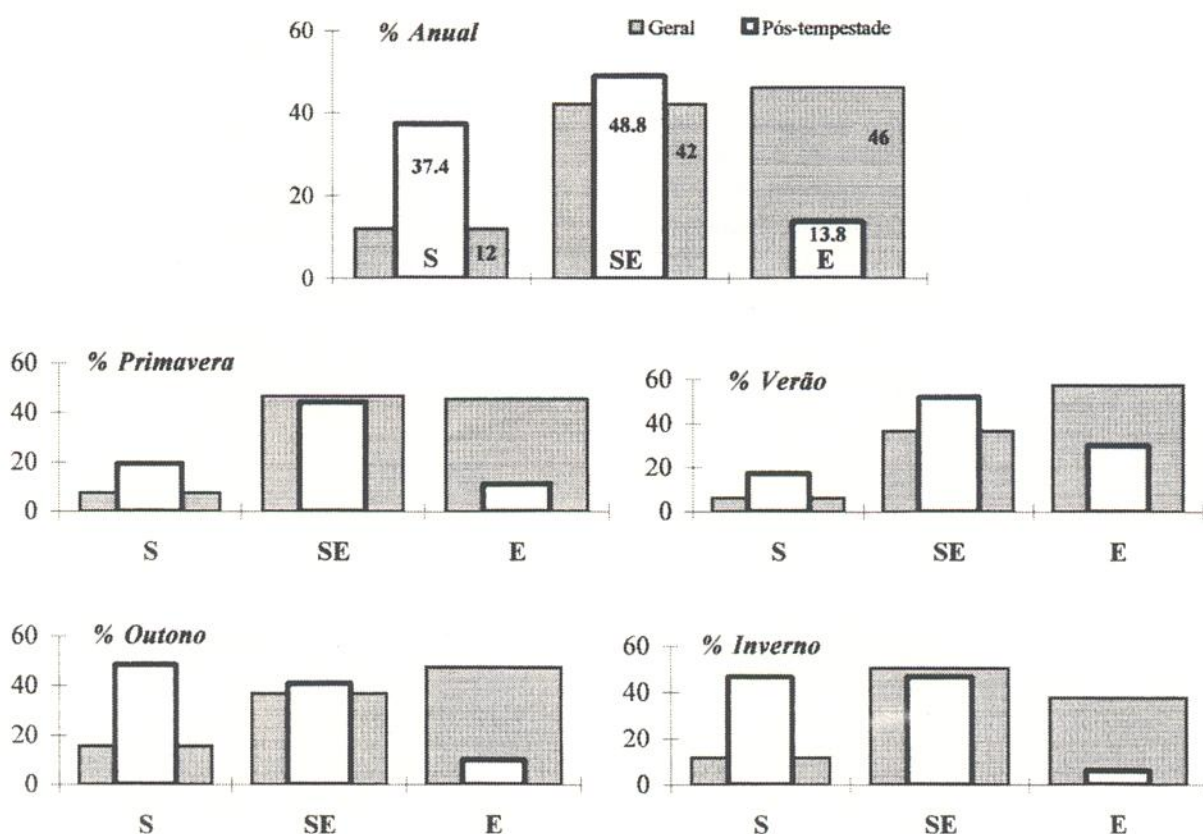 % Anual
Geral Pós-tempestade
60
40
20
0
37.4
S
12
48.8
SE
42
46
13.8
E
% Primavera
60
40
20
0
S SE E
% Verão
60
40
20
0
S SE E
% Outono
60
40
20
0
S SE E
% Inverno
60
40
20
0
S SE E